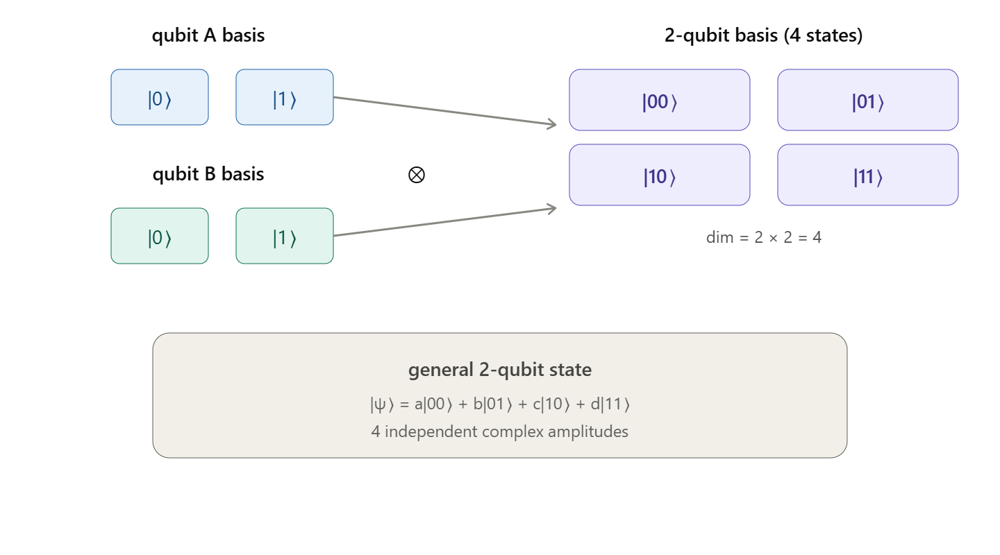 qubit A basis
|0⟩ |1⟩
qubit B basis
⊗
|0⟩ |1⟩
2-qubit basis (4 states)
|00⟩ |01⟩
|10⟩ |11⟩
dim = 2 × 2 = 4
general 2-qubit state
|ψ⟩ = a|00⟩ + b|01⟩ + c|10⟩ + d|11⟩
4 independent complex amplitudes